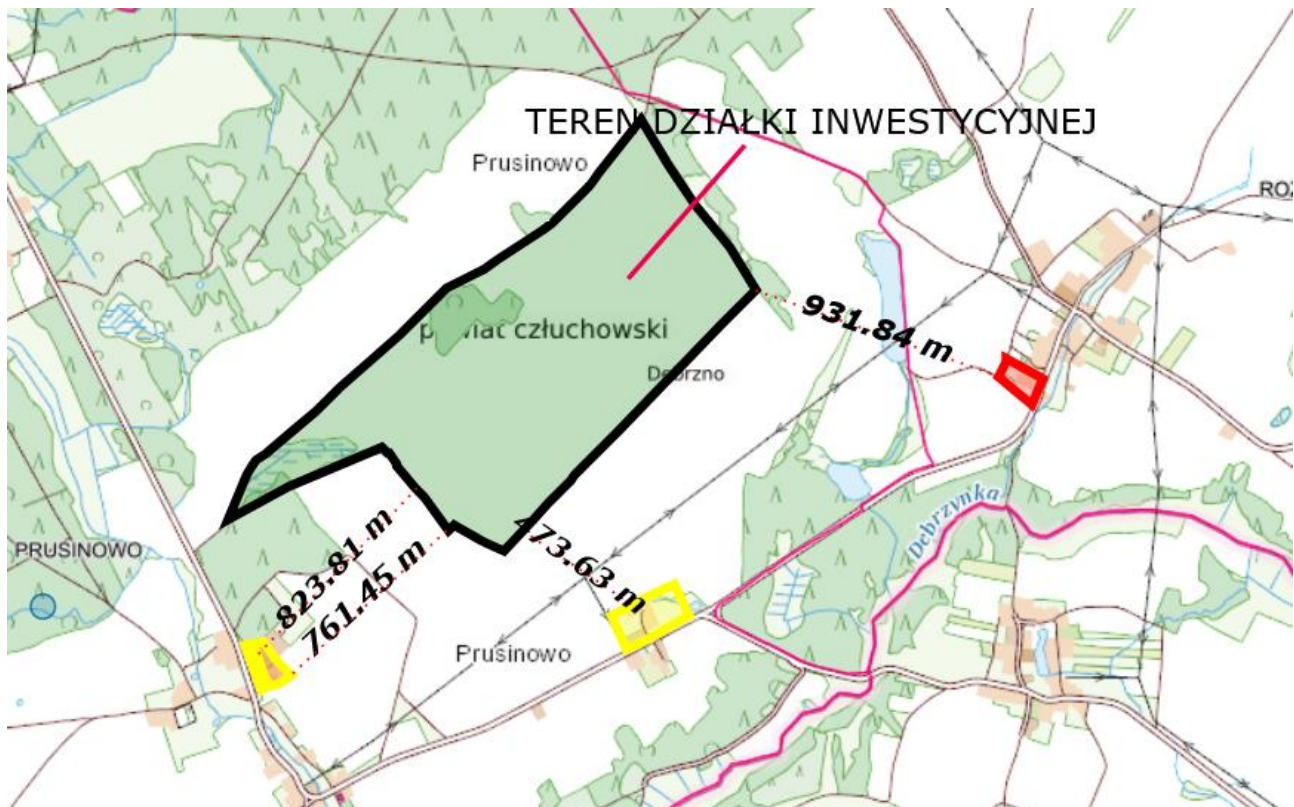 TEREN DZIAŁKI INWESTYCYJNEJ
Prusinowo
ROZ
931.84 m
powiat człuchowski
Debrzno
473.63 m
Debrzynka
823.81 m
PRUSINOWO
761.45 m
Prusinowo